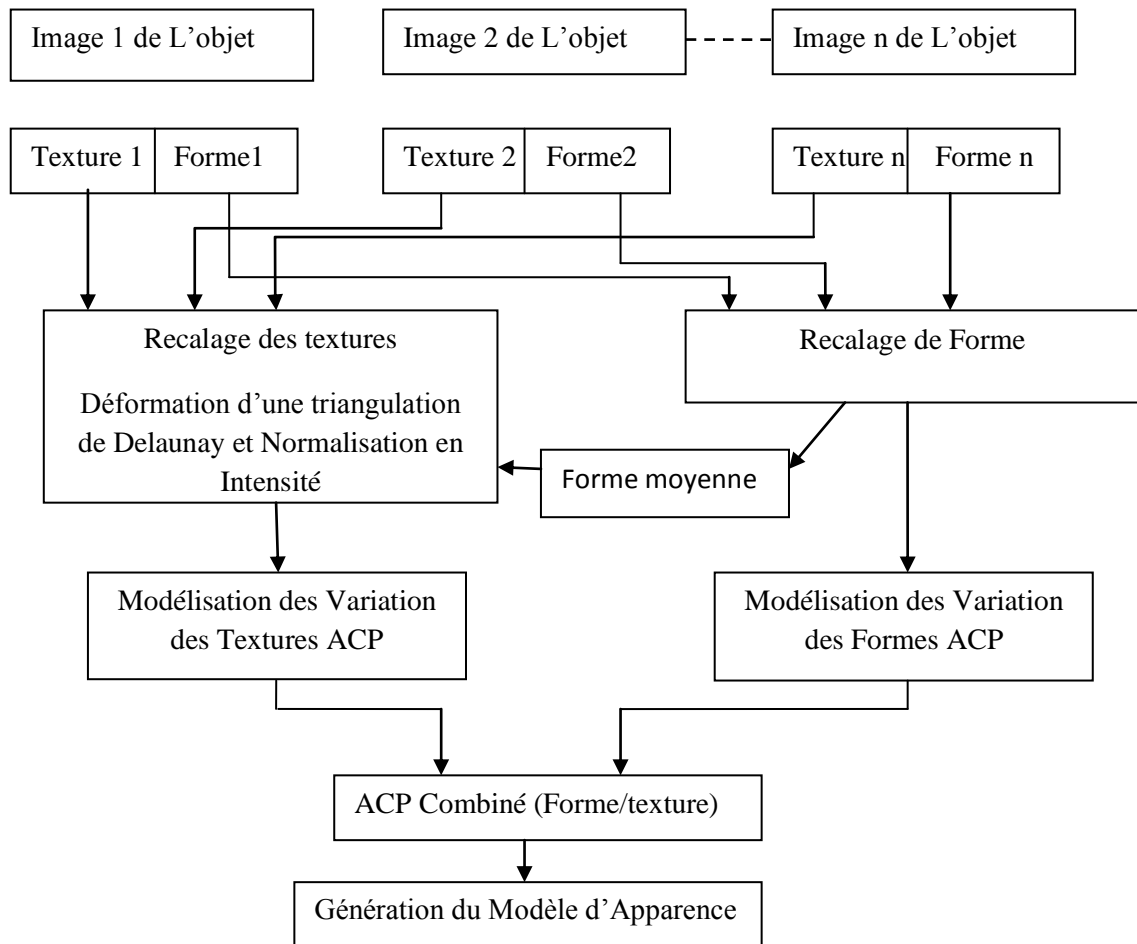 Image 1 de L’objet
Image 2 de L’objet
Image n de L’objet
Texture 1
Forme1
Texture 2
Forme2
Texture n
Forme n
Recalage des textures
Déformation d’une triangulation
de Delaunay et Normalisation en
Intensité
Recalage de Forme
Forme moyenne
Modélisation des Variation
des Textures ACP
Modélisation des Variation
des Formes ACP
ACP Combiné (Forme/texture)
Génération du Modèle d’Apparence